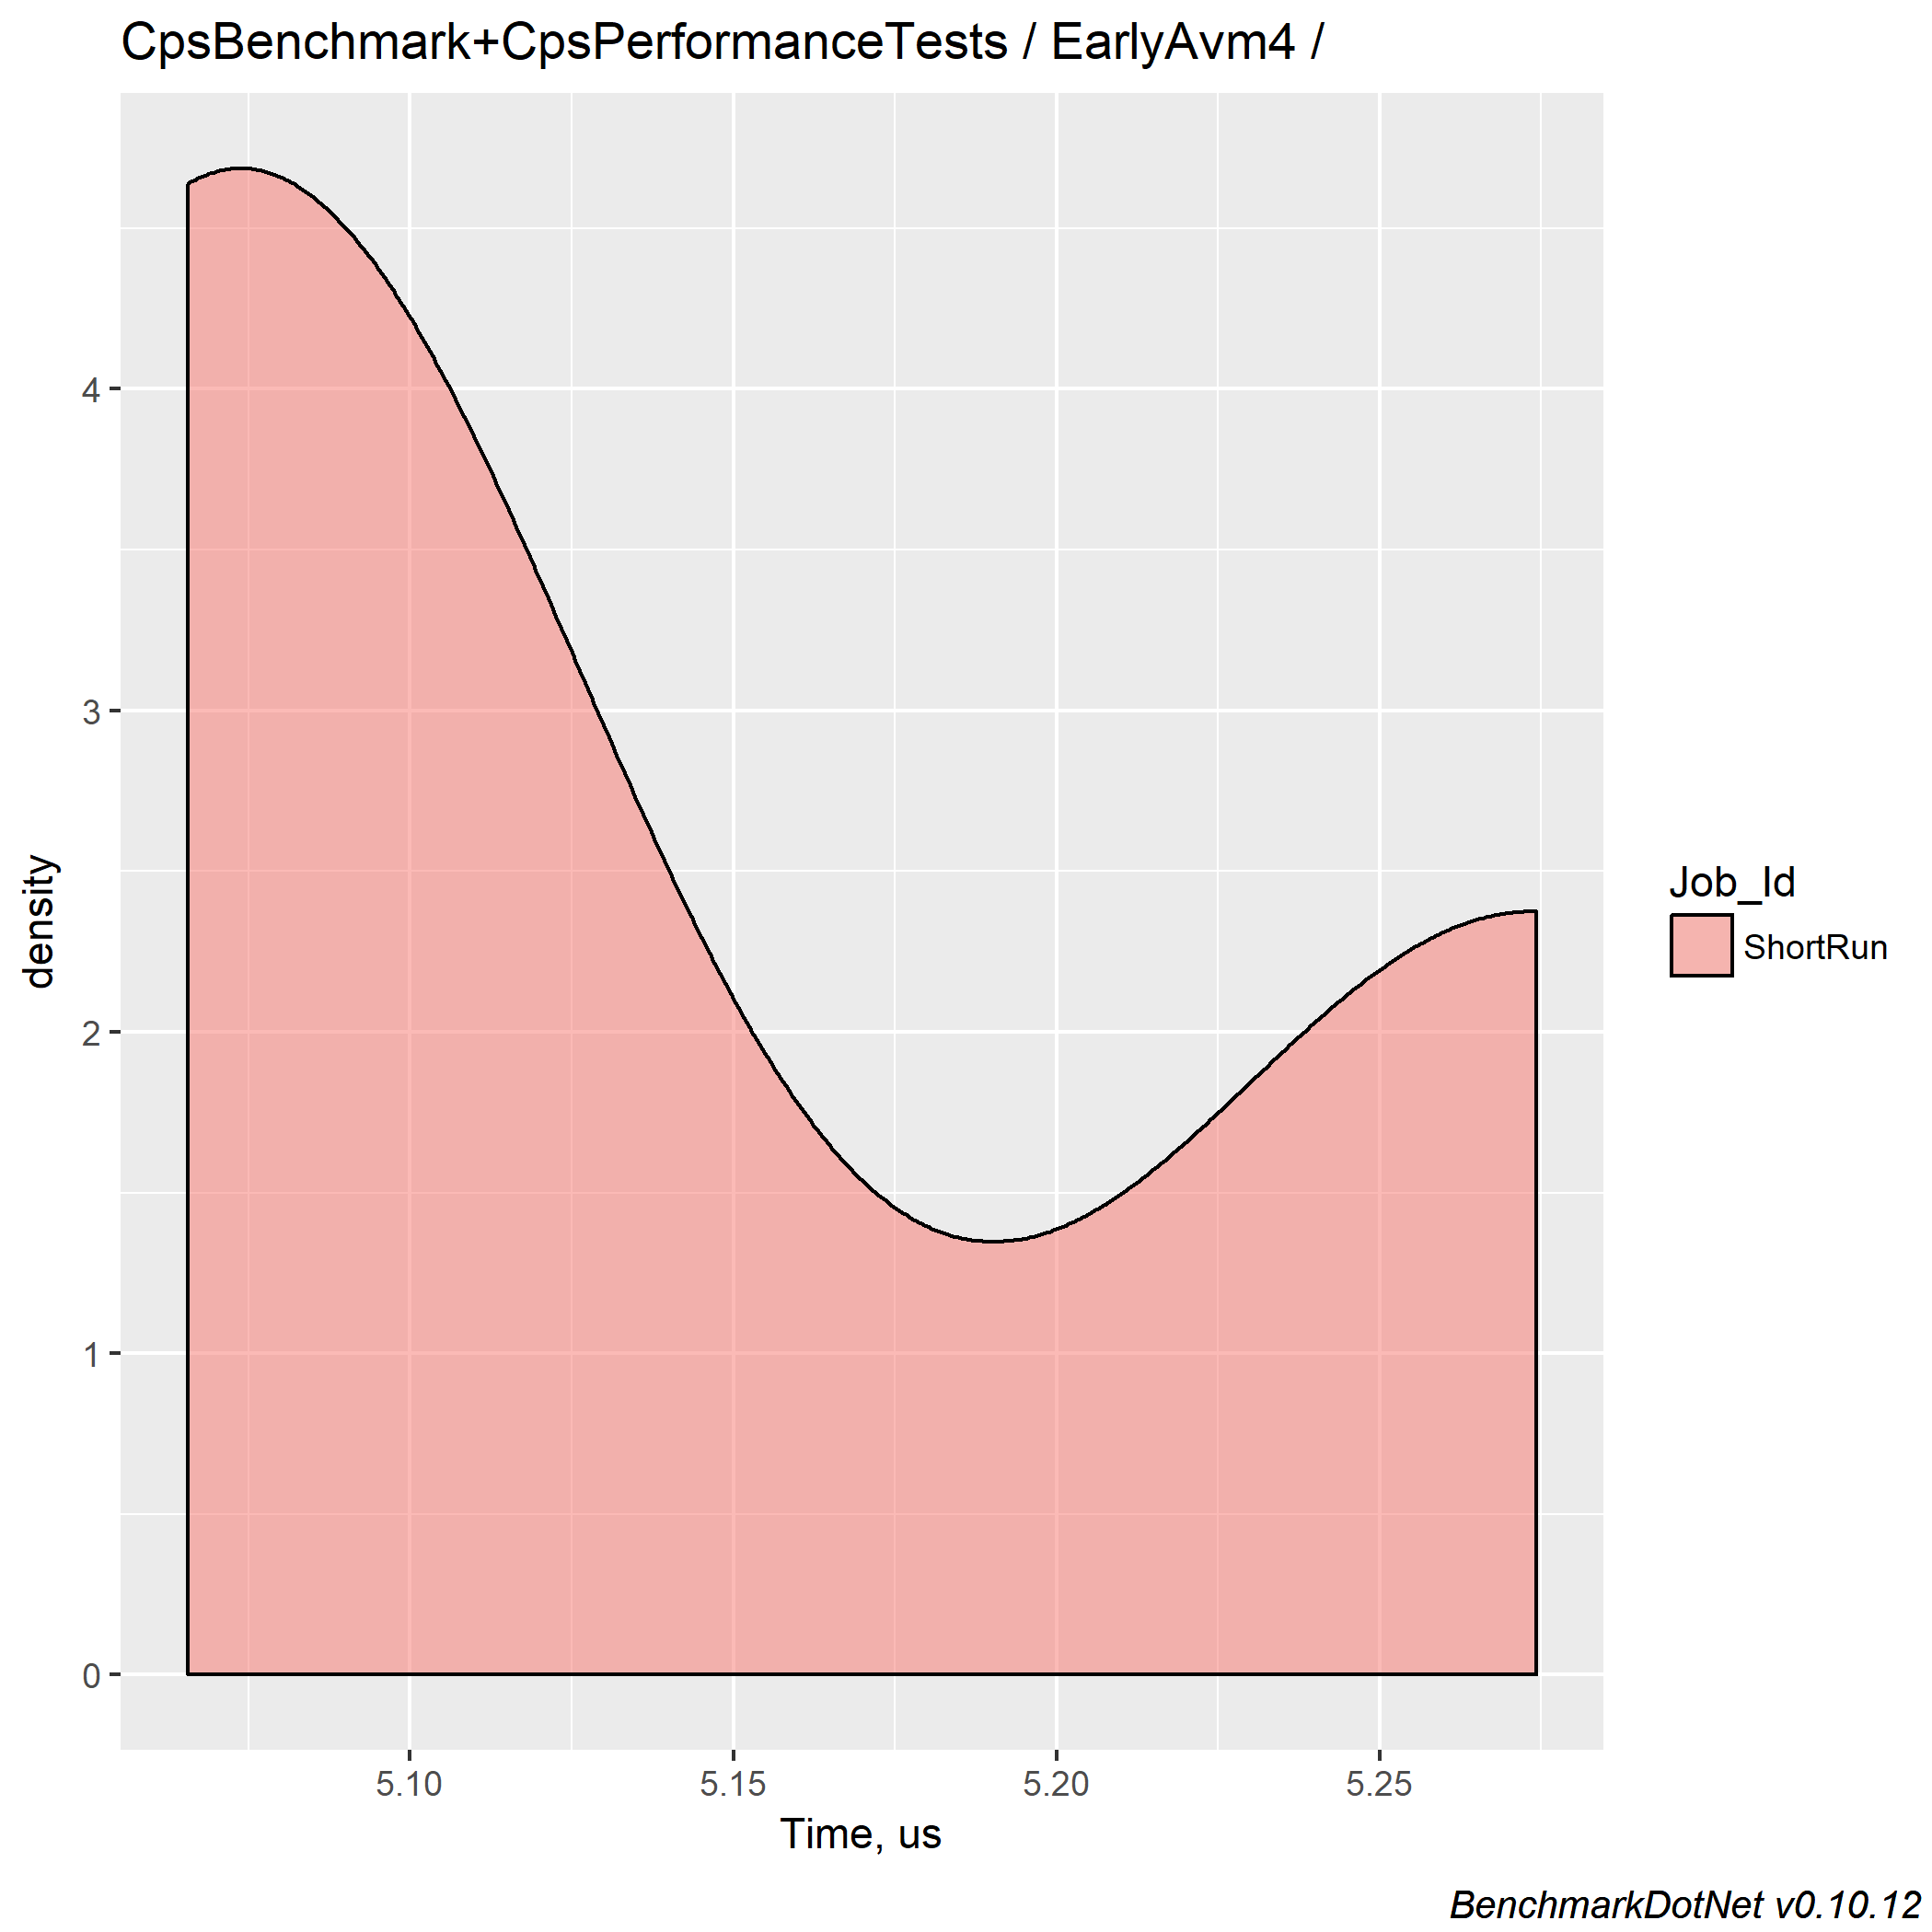 CpsBenchmark+CpsPerformanceTests / EarlyAvm4 /
density
4
3
2
1
0
5.10 5.15 5.20 5.25
Time, us
Job_Id
ShortRun
BenchmarkDotNet v0.10.12